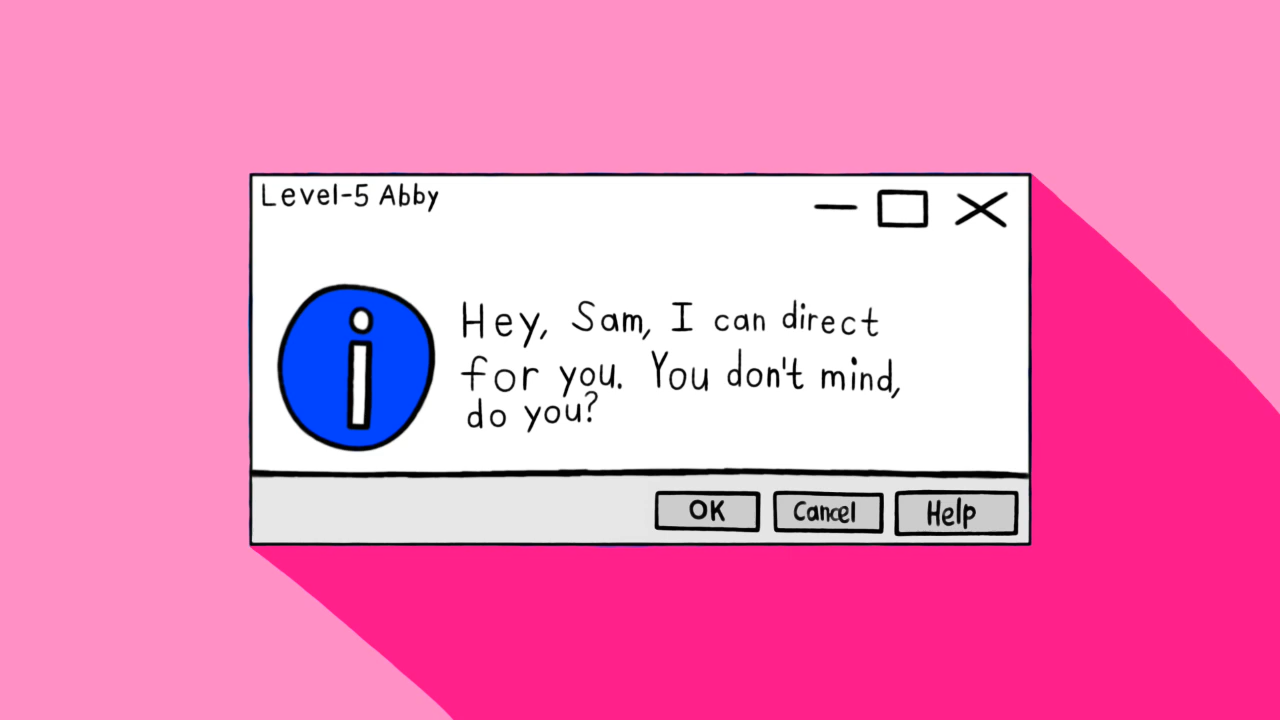 Level-5 Abby
Hey, Sam, I can direct
for you. You don't mind,
do you?
OK Cancel Help